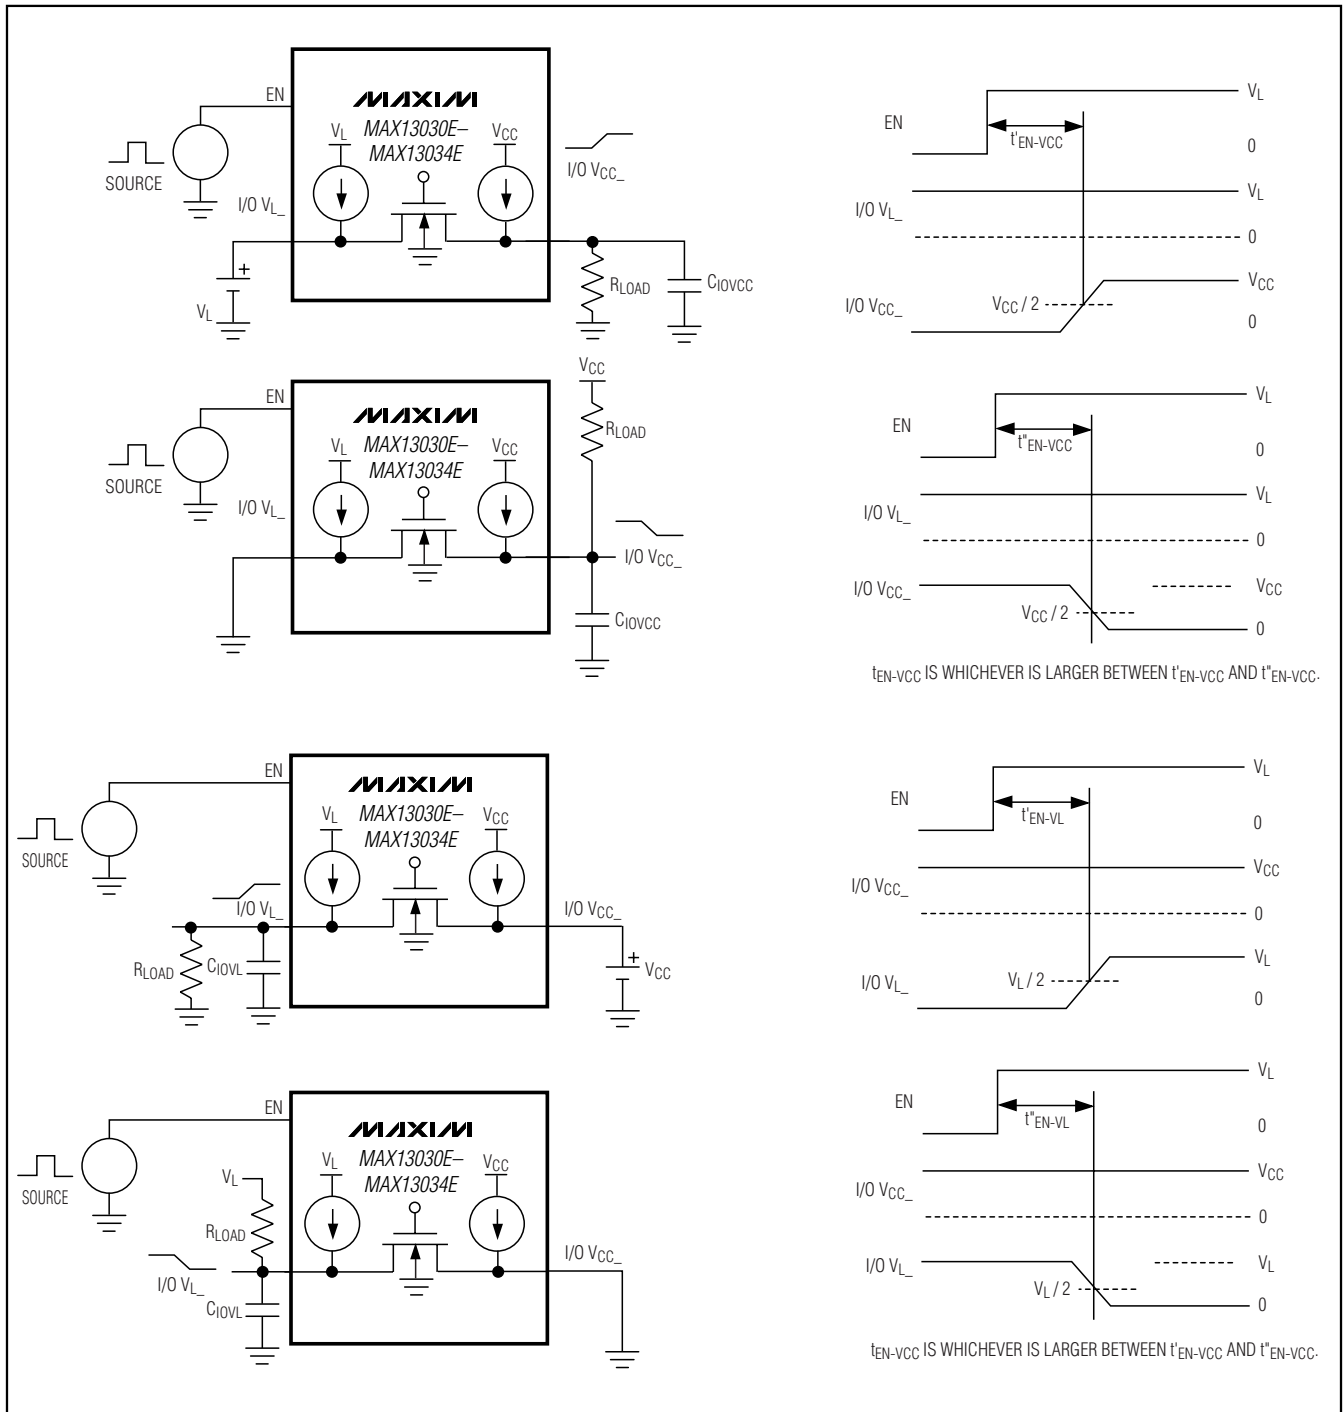 EN
MAXIM
MAX13030E–
MAX13034E
VL
VCC
SOURCE
I/O VL_
I/O VCC_
VL
+
RLOAD
CIOVCC
EN
t'EN-VCC
VL
0
I/O VL_
VL
0
I/O VCC_
VCC / 2
VCC
0
EN
MAXIM
MAX13030E–
MAX13034E
VL
VCC
SOURCE
I/O VL_
VCC
RLOAD
I/O VCC_
CIOVCC
EN
t"EN-VCC
VL
0
I/O VL_
VL
0
I/O VCC_
VCC / 2
VCC
0
tEN-VCC IS WHICHEVER IS LARGER BETWEEN t'EN-VCC AND t"EN-VCC.
EN
MAXIM
MAX13030E–
MAX13034E
VL
VCC
SOURCE
I/O VL_
RLOAD
CIOVL
I/O VCC_
+
VCC
EN
t'EN-VL
VL
0
I/O VCC_
VCC
0
I/O VL_
VL / 2
VL
0
EN
MAXIM
MAX13030E–
MAX13034E
VL
VCC
SOURCE
VL
RLOAD
I/O VL_
CIOVL
I/O VCC_
EN
t"EN-VL
VL
0
I/O VCC_
VCC
0
I/O VL_
VL / 2
VL
0
tEN-VCC IS WHICHEVER IS LARGER BETWEEN t'EN-VCC AND t"EN-VCC.